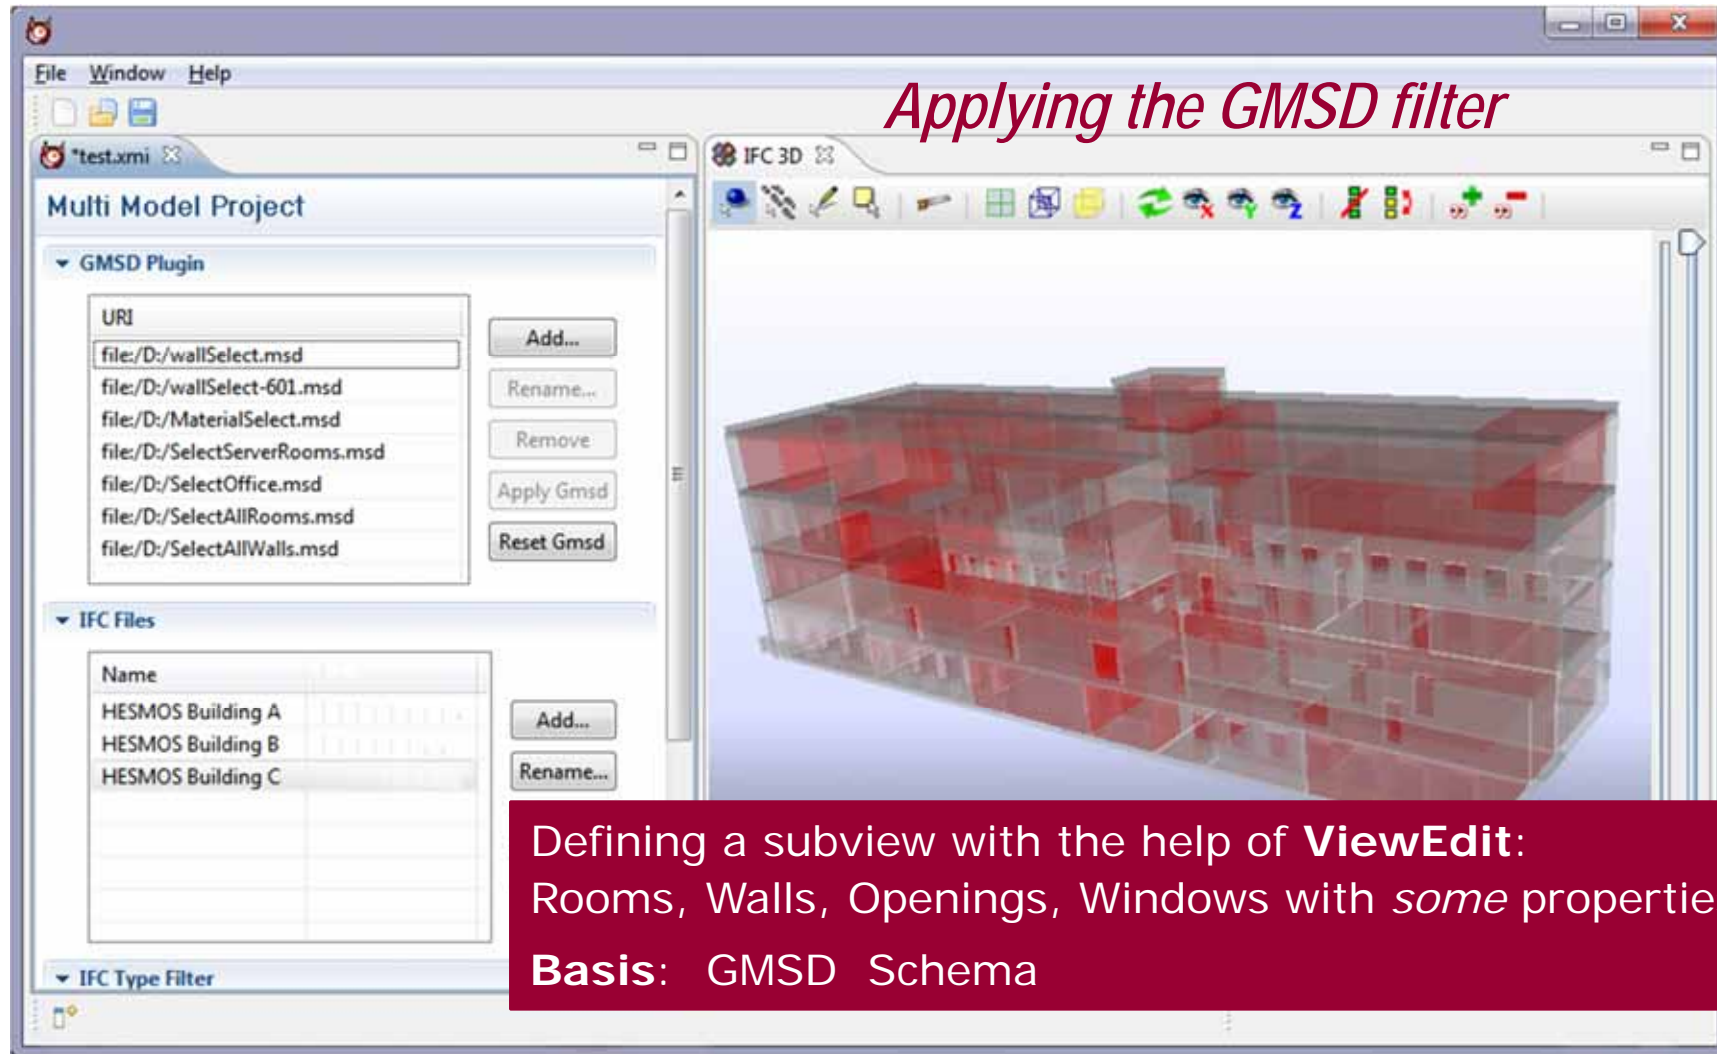 File Window Help
Applying the GMSD filter
*test.xmi
IFC 3D
Multi Model Project
GMSD Plugin
URI
file:/D:/wallSelect.msd
file:/D:/wallSelect-601.msd
file:/D:/MaterialSelect.msd
file:/D:/SelectServerRooms.msd
file:/D:/SelectOffice.msd
file:/D:/SelectAllRooms.msd
file:/D:/SelectAllWalls.msd
Add...
Rename...
Remove
Apply Gmsd
Reset Gmsd
X
Y
Z
IFC Files
Name
HESMOS Building A
HESMOS Building B
HESMOS Building C
Add...
Rename...
IFC Type Filter
Defining a subview with the help of ViewEdit:
Rooms, Walls, Openings, Windows with some propertie
Basis: GMSD Schema